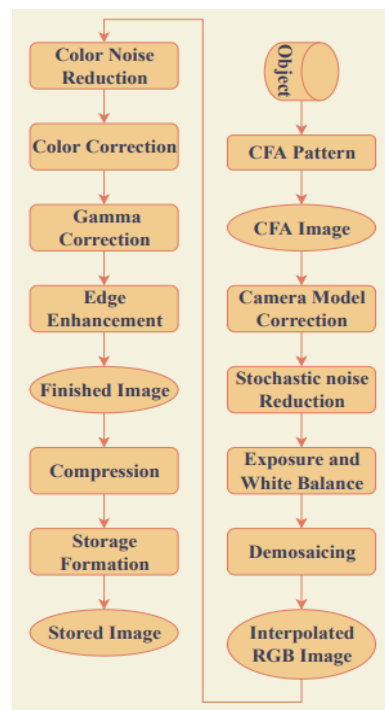 Object
CFA Pattern
CFA Image
Camera Model
Correction
Stochastic noise
Reduction
Exposure and
White Balance
Demosaicing
Interpolated
RGB Image
Color Noise
Reduction
Color Correction
Gamma
Correction
Edge
Enhancement
Finished Image
Compression
Storage
Formation
Stored Image